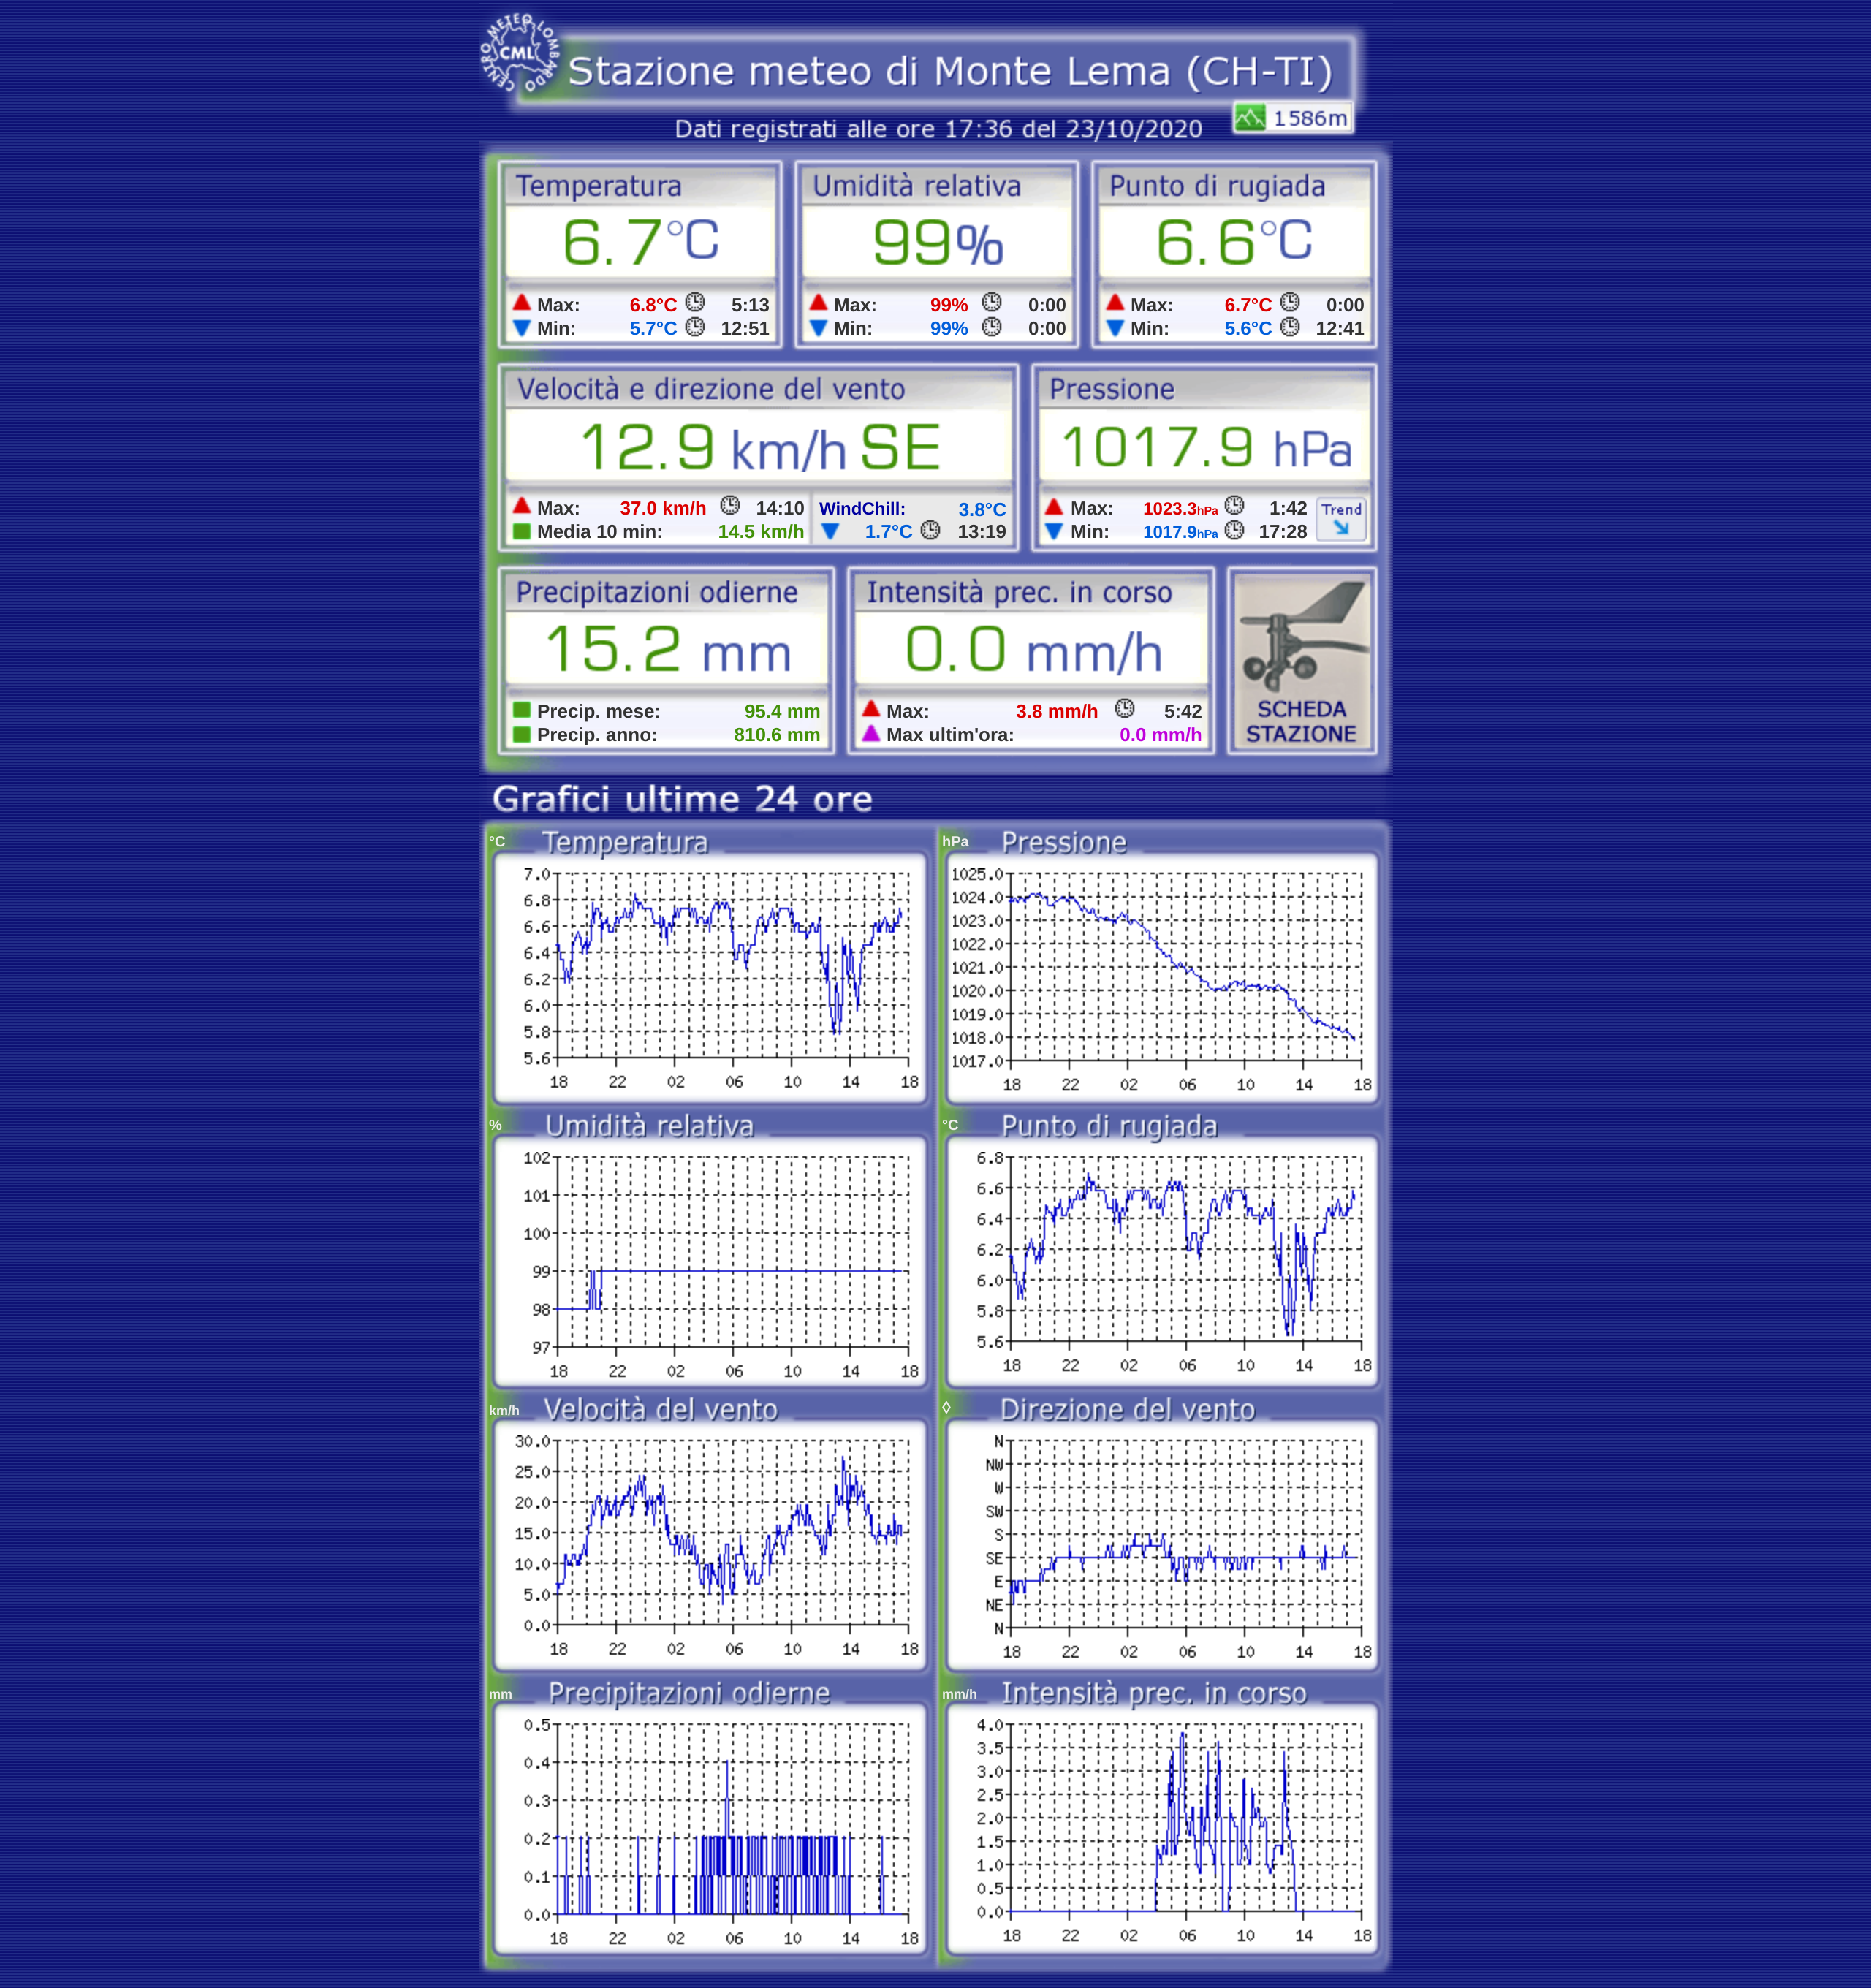 CENTRO METEO LOMBARDO
CML
Stazione meteo di Monte Lema (CH-TI)
1586m
Dati registrati alle ore 17:36 del 23/10/2020
Temperatura Umidità relativa Punto di rugiada
6.7°C 99% 6.6°C
Max: 6.8°C 5:13 Max: 99% 0:00 Max: 6.7°C 0:00
Min: 5.7°C 12:51 Min: 99% 0:00 Min: 5.6°C 12:41
Velocità e direzione del vento Pressione
12.9 km/h SE 1017.9 hPa
Max: 37.0 km/h 14:10 WindChill: 3.8°C Max: 1023.3hPa 1:42 Trend
Media 10 min: 14.5 km/h 1.7°C 13:19 Min: 1017.9hPa 17:28
Precipitazioni odierne Intensità prec. in corso
15.2 mm 0.0 mm/h
Precip. mese: 95.4 mm Max: 3.8 mm/h 5:42 SCHEDA
Precip. anno: 810.6 mm Max ultim'ora: 0.0 mm/h STAZIONE
Grafici ultime 24 ore
°C Temperatura
7.0
6.8
6.6
6.4
6.2
6.0
5.8
5.6
18 22 02 06 10 14 18
hPa Pressione
1025.0
1024.0
1023.0
1022.0
1021.0
1020.0
1019.0
1018.0
1017.0
18 22 02 06 10 14 18
% Umidità relativa
102
101
100
99
98
97
18 22 02 06 10 14 18
°C Punto di rugiada
6.8
6.6
6.4
6.2
6.0
5.8
5.6
18 22 02 06 10 14 18
km/h Velocità del vento
30.0
25.0
20.0
15.0
10.0
5.0
0.0
18 22 02 06 10 14 18
◊ Direzione del vento
N
NW
W
SW
S
SE
E
NE
N
18 22 02 06 10 14 18
mm Precipitazioni odierne
0.5
0.4
0.3
0.2
0.1
0.0
18 22 02 06 10 14 18
mm/h Intensità prec. in corso
4.0
3.5
3.0
2.5
2.0
1.5
1.0
0.5
0.0
18 22 02 06 10 14 18